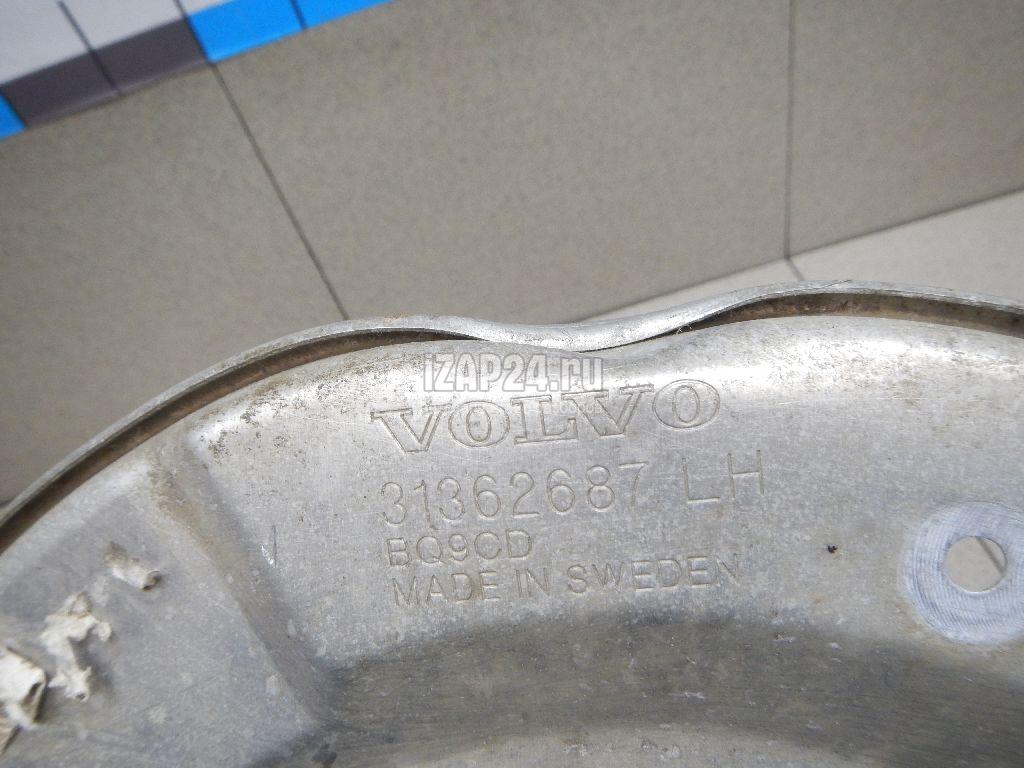 iZAP24.ru
VOLVO
31362687 LH
BQ9CD
MADE IN SWEDEN